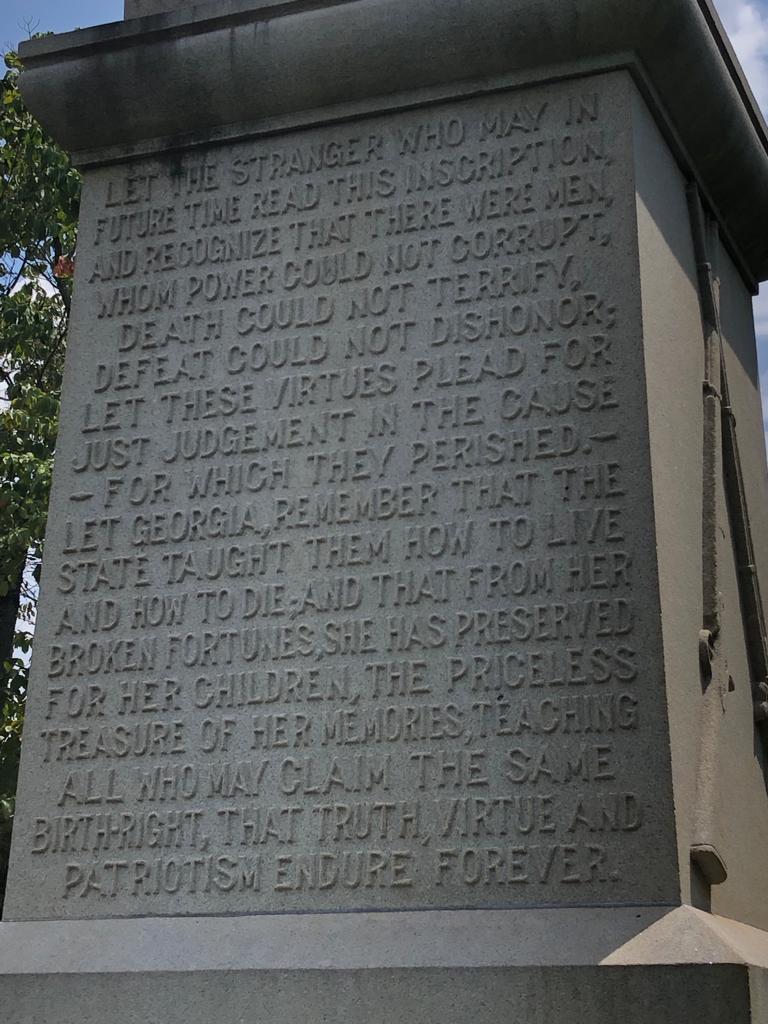 LET THE STRANGER WHO MAY IN
FUTURE TIME READ THIS INSCRIPTION,
AND RECOGNIZE THAT THERE WERE MEN,
WHOM POWER COULD NOT CORRUPT,
DEATH COULD NOT TERRIFY,
DEFEAT COULD NOT DISHONOR;
LET THESE VIRTUES PLEAD FOR
JUST JUDGEMENT IN THE CAUSE
— FOR WHICH THEY PERISHED. —
LET GEORGIA, REMEMBER THAT THE
STATE TAUGHT THEM HOW TO LIVE
AND HOW TO DIE; AND THAT FROM HER
BROKEN FORTUNES, SHE HAS PRESERVED
FOR HER CHILDREN, THE PRICELESS
TREASURE OF HER MEMORIES, TEACHING
ALL WHO MAY CLAIM THE SAME
BIRTH-RIGHT, THAT TRUTH, VIRTUE AND
PATRIOTISM ENDURE FOREVER.